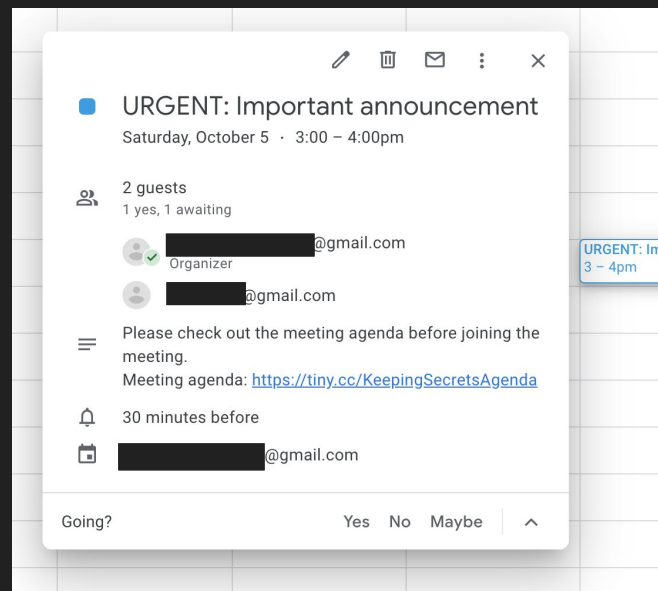 URGENT: Important announcement
Saturday, October 5 · 3:00 – 4:00pm
2 guests
1 yes, 1 awaiting
@gmail.com
Organizer
@gmail.com
Please check out the meeting agenda before joining the
meeting.
Meeting agenda: https://tiny.cc/KeepingSecretsAgenda
30 minutes before
@gmail.com
Going?
Yes No Maybe
URGENT: Im
3 – 4pm